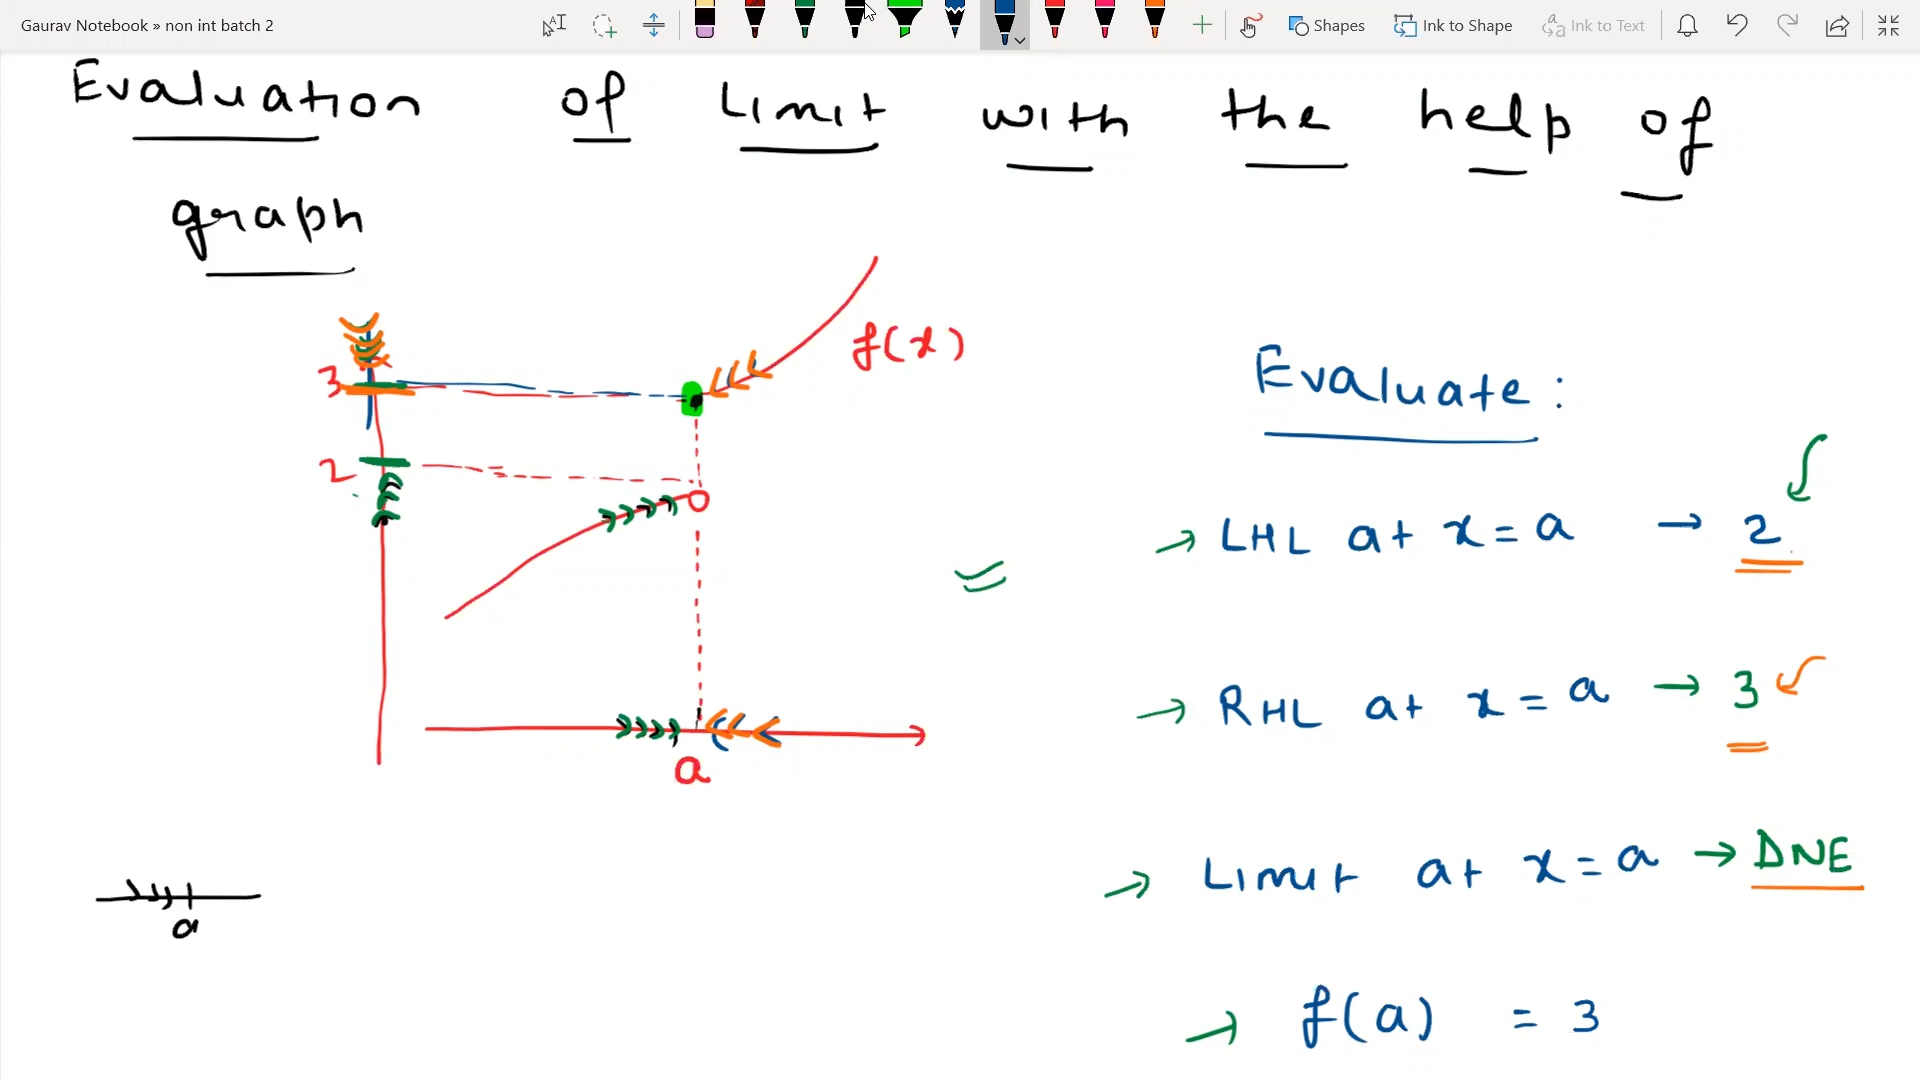 Gaurav Notebook » non int batch 2
Shapes
Ink to Shape
Ink to Text
Evaluation of Limit with the help of
graph
f(x)
3
2
a
a
Evaluate :
→ LHL at x = a → 2
→ RHL at x = a → 3
→ Limit at x = a → DNE
→ f(a) = 3